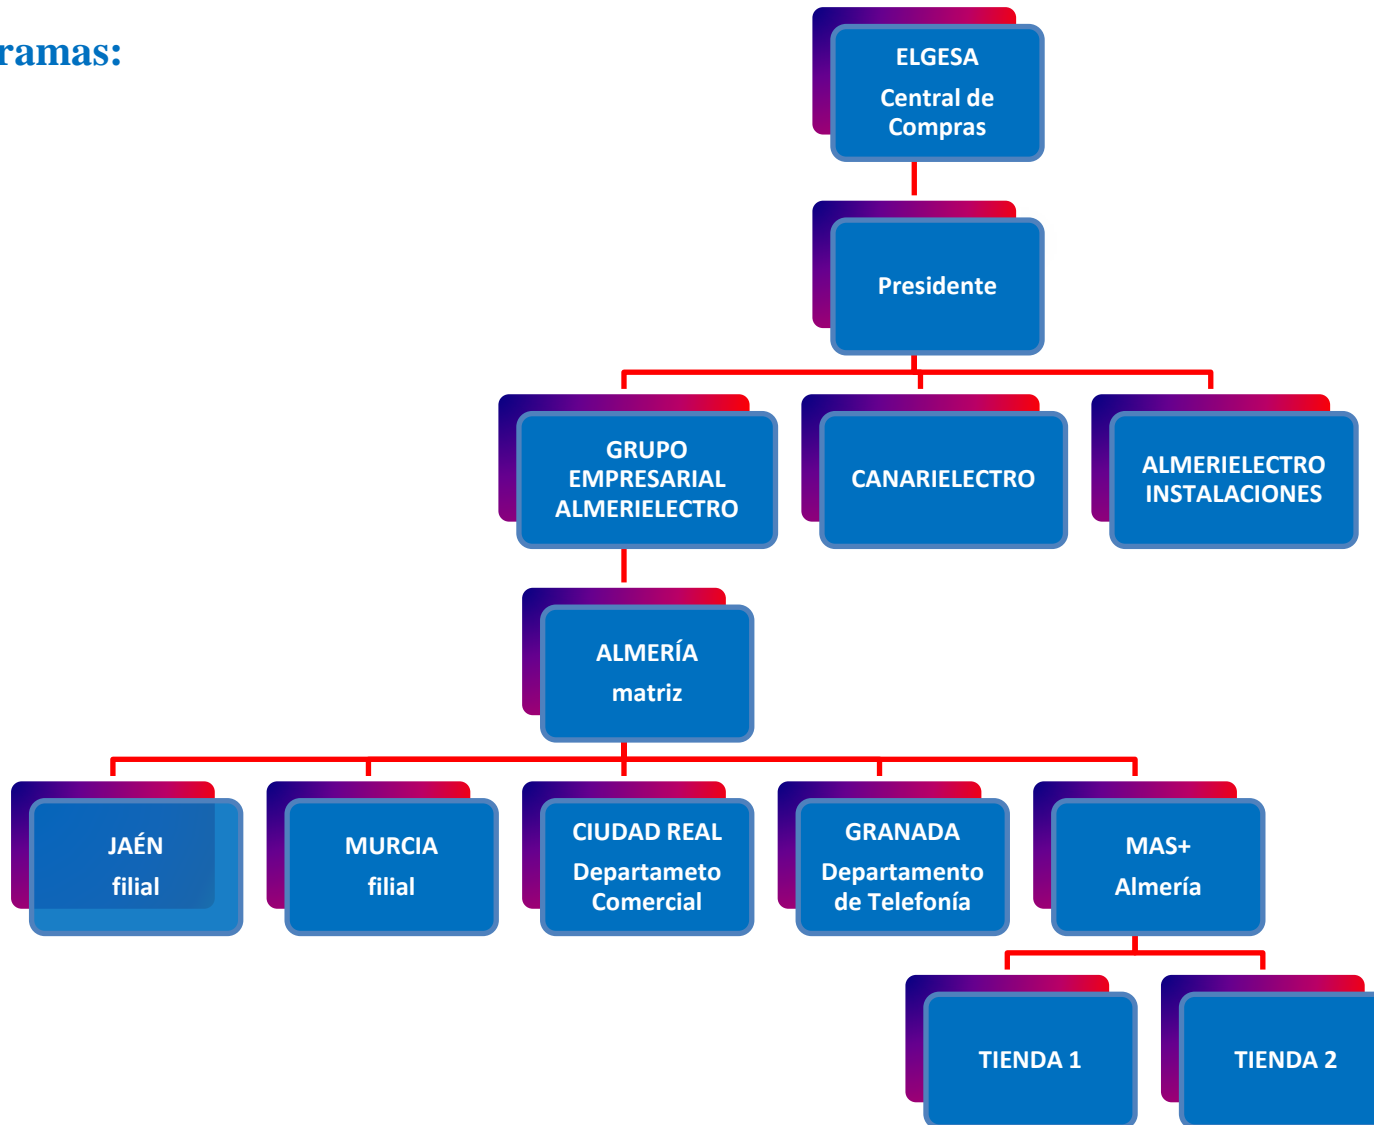 ramas:
ELGESA
Central de
Compras
Presidente
GRUPO
EMPRESARIAL
ALMERIELECTRO
CANARIELECTRO
ALMERIELECTRO
INSTALACIONES
ALMERÍA
matriz
JAÉN
filial
MURCIA
filial
CIUDAD REAL
Departameto
Comercial
GRANADA
Departamento
de Telefonía
MAS+
Almería
TIENDA 1
TIENDA 2